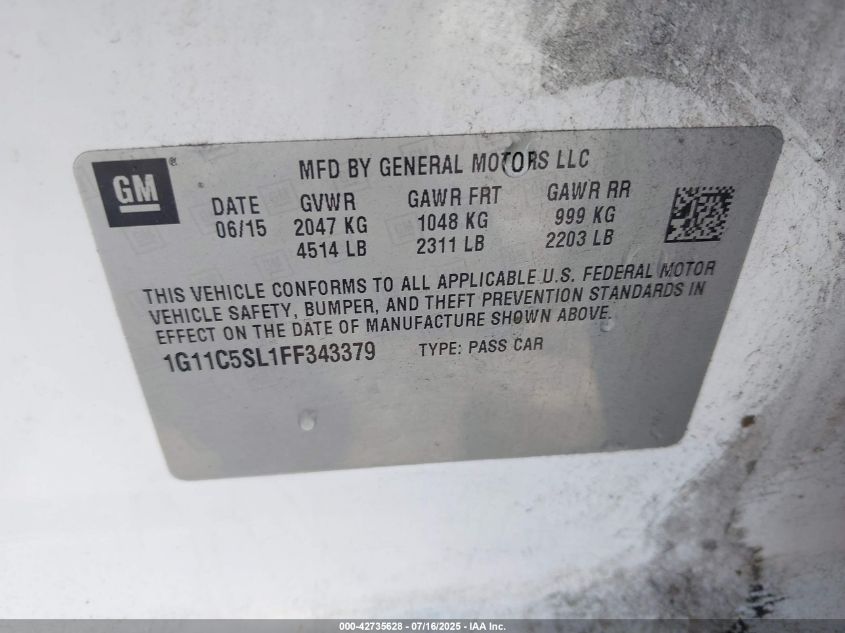 GM ®
MFD BY GENERAL MOTORS LLC
DATE GVWR GAWR FRT GAWR RR
06/15 2047 KG 1048 KG 999 KG
4514 LB 2311 LB 2203 LB
THIS VEHICLE CONFORMS TO ALL APPLICABLE U.S. FEDERAL MOTOR
VEHICLE SAFETY, BUMPER, AND THEFT PREVENTION STANDARDS IN
EFFECT ON THE DATE OF MANUFACTURE SHOWN ABOVE.
1G11C5SL1FF343379 TYPE: PASS CAR
000-42735628 - 07/16/2025 - IAA Inc.